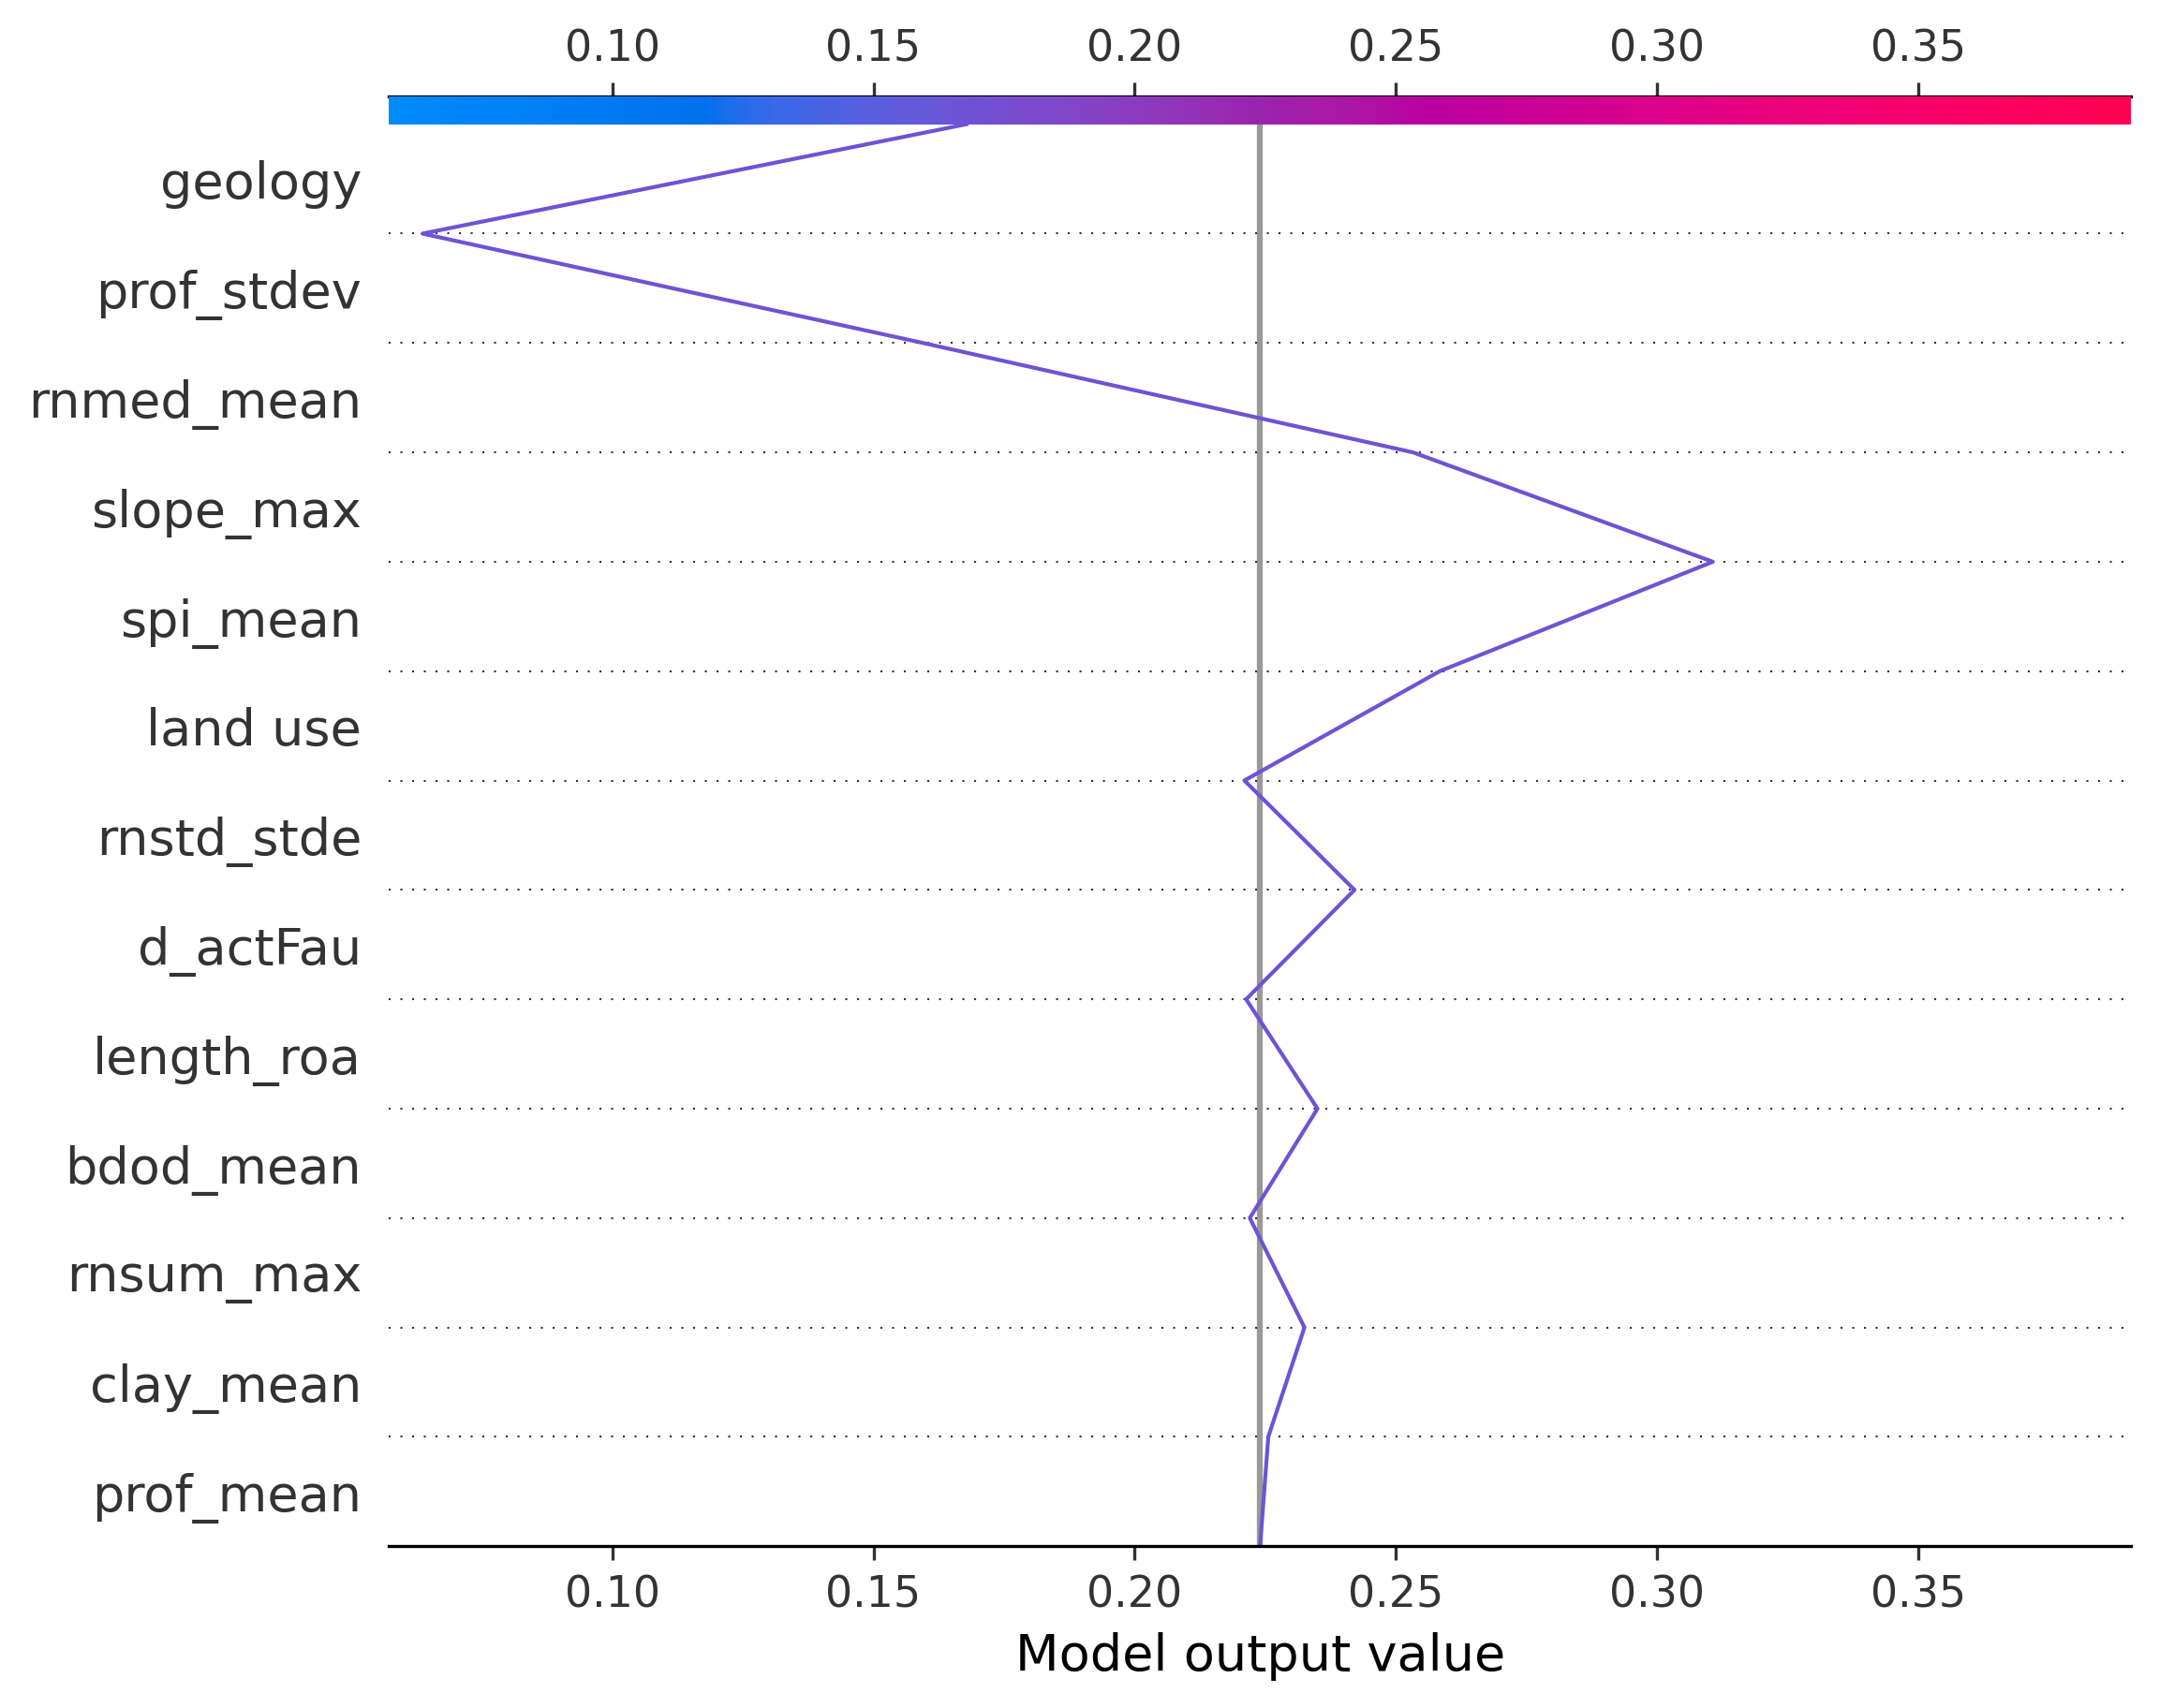 0.10 0.15 0.20 0.25 0.30 0.35
geology
prof_stdev
rnmed_mean
slope_max
spi_mean
land use
rnstd_stde
d_actFau
length_roa
bdod_mean
rnsum_max
clay_mean
prof_mean
0.10 0.15 0.20 0.25 0.30 0.35
Model output value